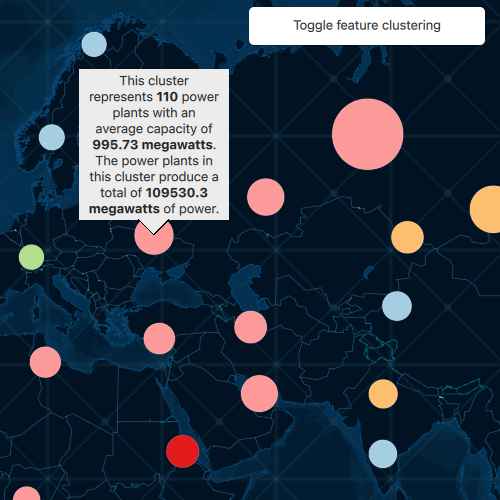 Toggle feature clustering
This cluster
represents 110 power
plants with an
average capacity of
995.73 megawatts.
The power plants in
this cluster produce a
total of 109530.3
megawatts of power.